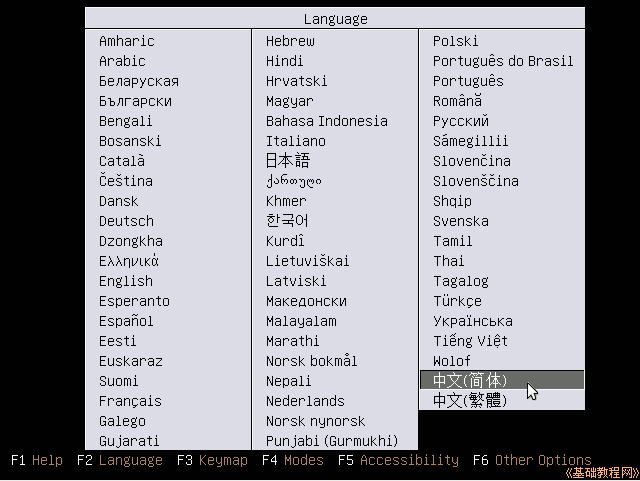 Language
Amharic
Arabic
Беларуская
Български
Bengali
Bosanski
Català
Čeština
Dansk
Deutsch
Dzongkha
Ελληνικά
English
Esperanto
Español
Eesti
Euskaraz
Suomi
Français
Galego
Gujarati
Hebrew
Hindi
Hrvatski
Magyar
Bahasa Indonesia
Italiano
日本語
ქართული
Khmer
한국어
Kurdî
Lietuviškai
Latviski
Македонски
Malayalam
Marathi
Norsk bokmål
Nepali
Nederlands
Norsk nynorsk
Punjabi (Gurmukhi)
Polski
Português do Brasil
Português
Română
Русский
Sámegillii
Slovenčina
Slovenščina
Shqip
Svenska
Tamil
Thai
Tagalog
Türkçe
Українська
Tiếng Việt
Wolof
中文(简体)
中文(繁體)
F1 Help F2 Language F3 Keymap F4 Modes F5 Accessibility F6 Other Options
《基础教程网》